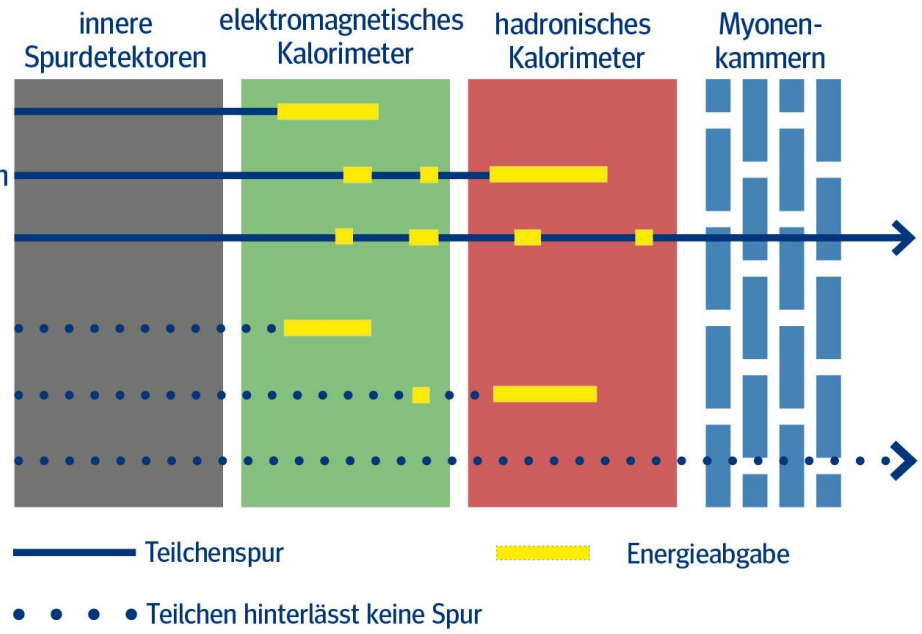 innere
Spurdetektoren
elektromagnetisches
Kalorimeter
hadronisches
Kalorimeter
Myonen-
kammern
n
Teilchenspur
Energieabgabe
Teilchen hinterlässt keine Spur